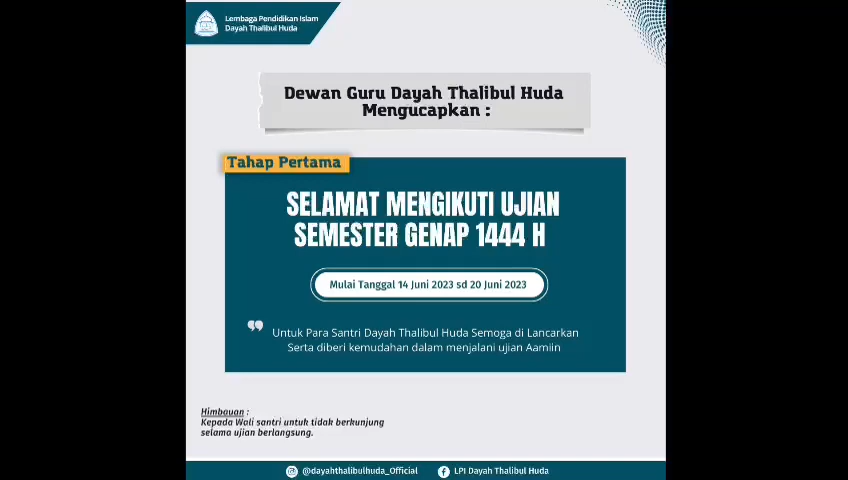 Lembaga Pendidikan Islam
Dayah Thalibul Huda
Dewan Guru Dayah Thalibul Huda
Mengucapkan :
Tahap Pertama
SELAMAT MENGIKUTI UJIAN
SEMESTER GENAP 1444 H
Mulai Tanggal 14 Juni 2023 sd 20 Juni 2023
Untuk Para Santri Dayah Thalibul Huda Semoga di Lancarkan
Serta diberi kemudahan dalam menjalani ujian Aamiin
Himbauan :
Kepada Wali santri untuk tidak berkunjung
selama ujian berlangsung.
@dayahthalibulhuda_Official LPI Dayah Thalibul Huda